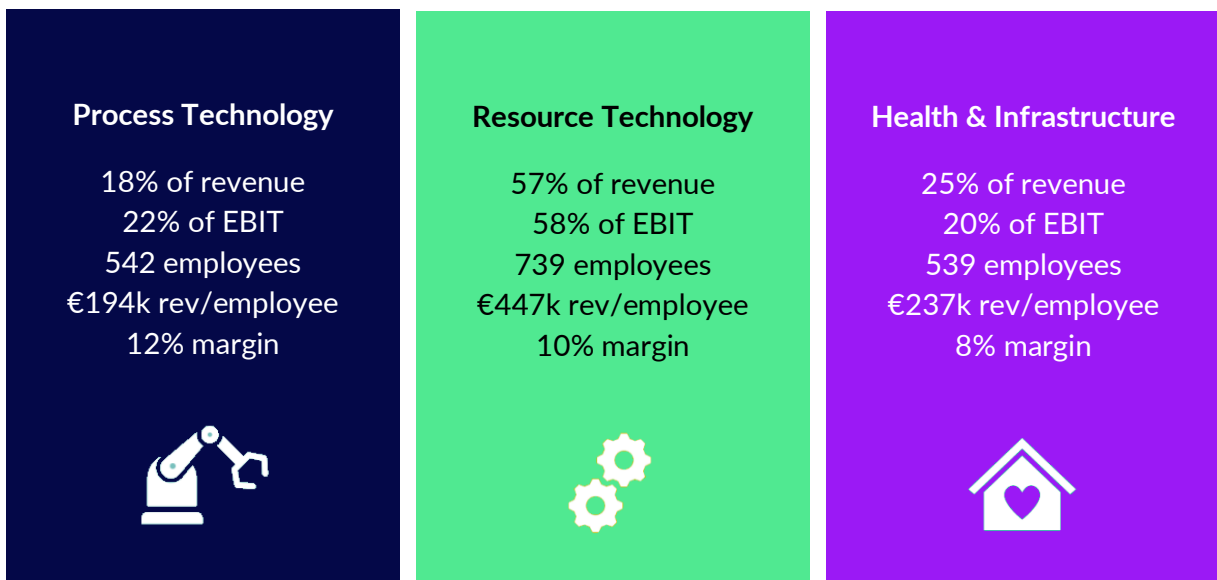 Process Technology
18% of revenue
22% of EBIT
542 employees
€194k rev/employee
12% margin
Resource Technology
57% of revenue
58% of EBIT
739 employees
€447k rev/employee
10% margin
Health & Infrastructure
25% of revenue
20% of EBIT
539 employees
€237k rev/employee
8% margin